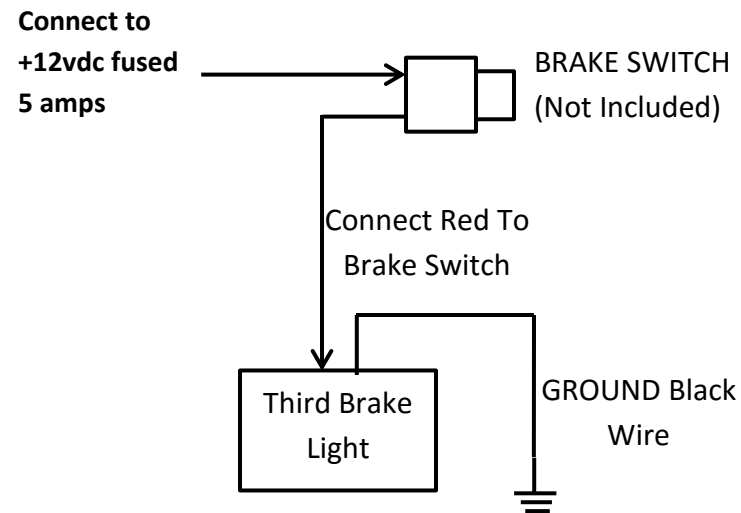 Connect to
+12vdc fused
5 amps
BRAKE SWITCH
(Not Included)
Connect Red To
Brake Switch
Third Brake
Light
GROUND Black
Wire